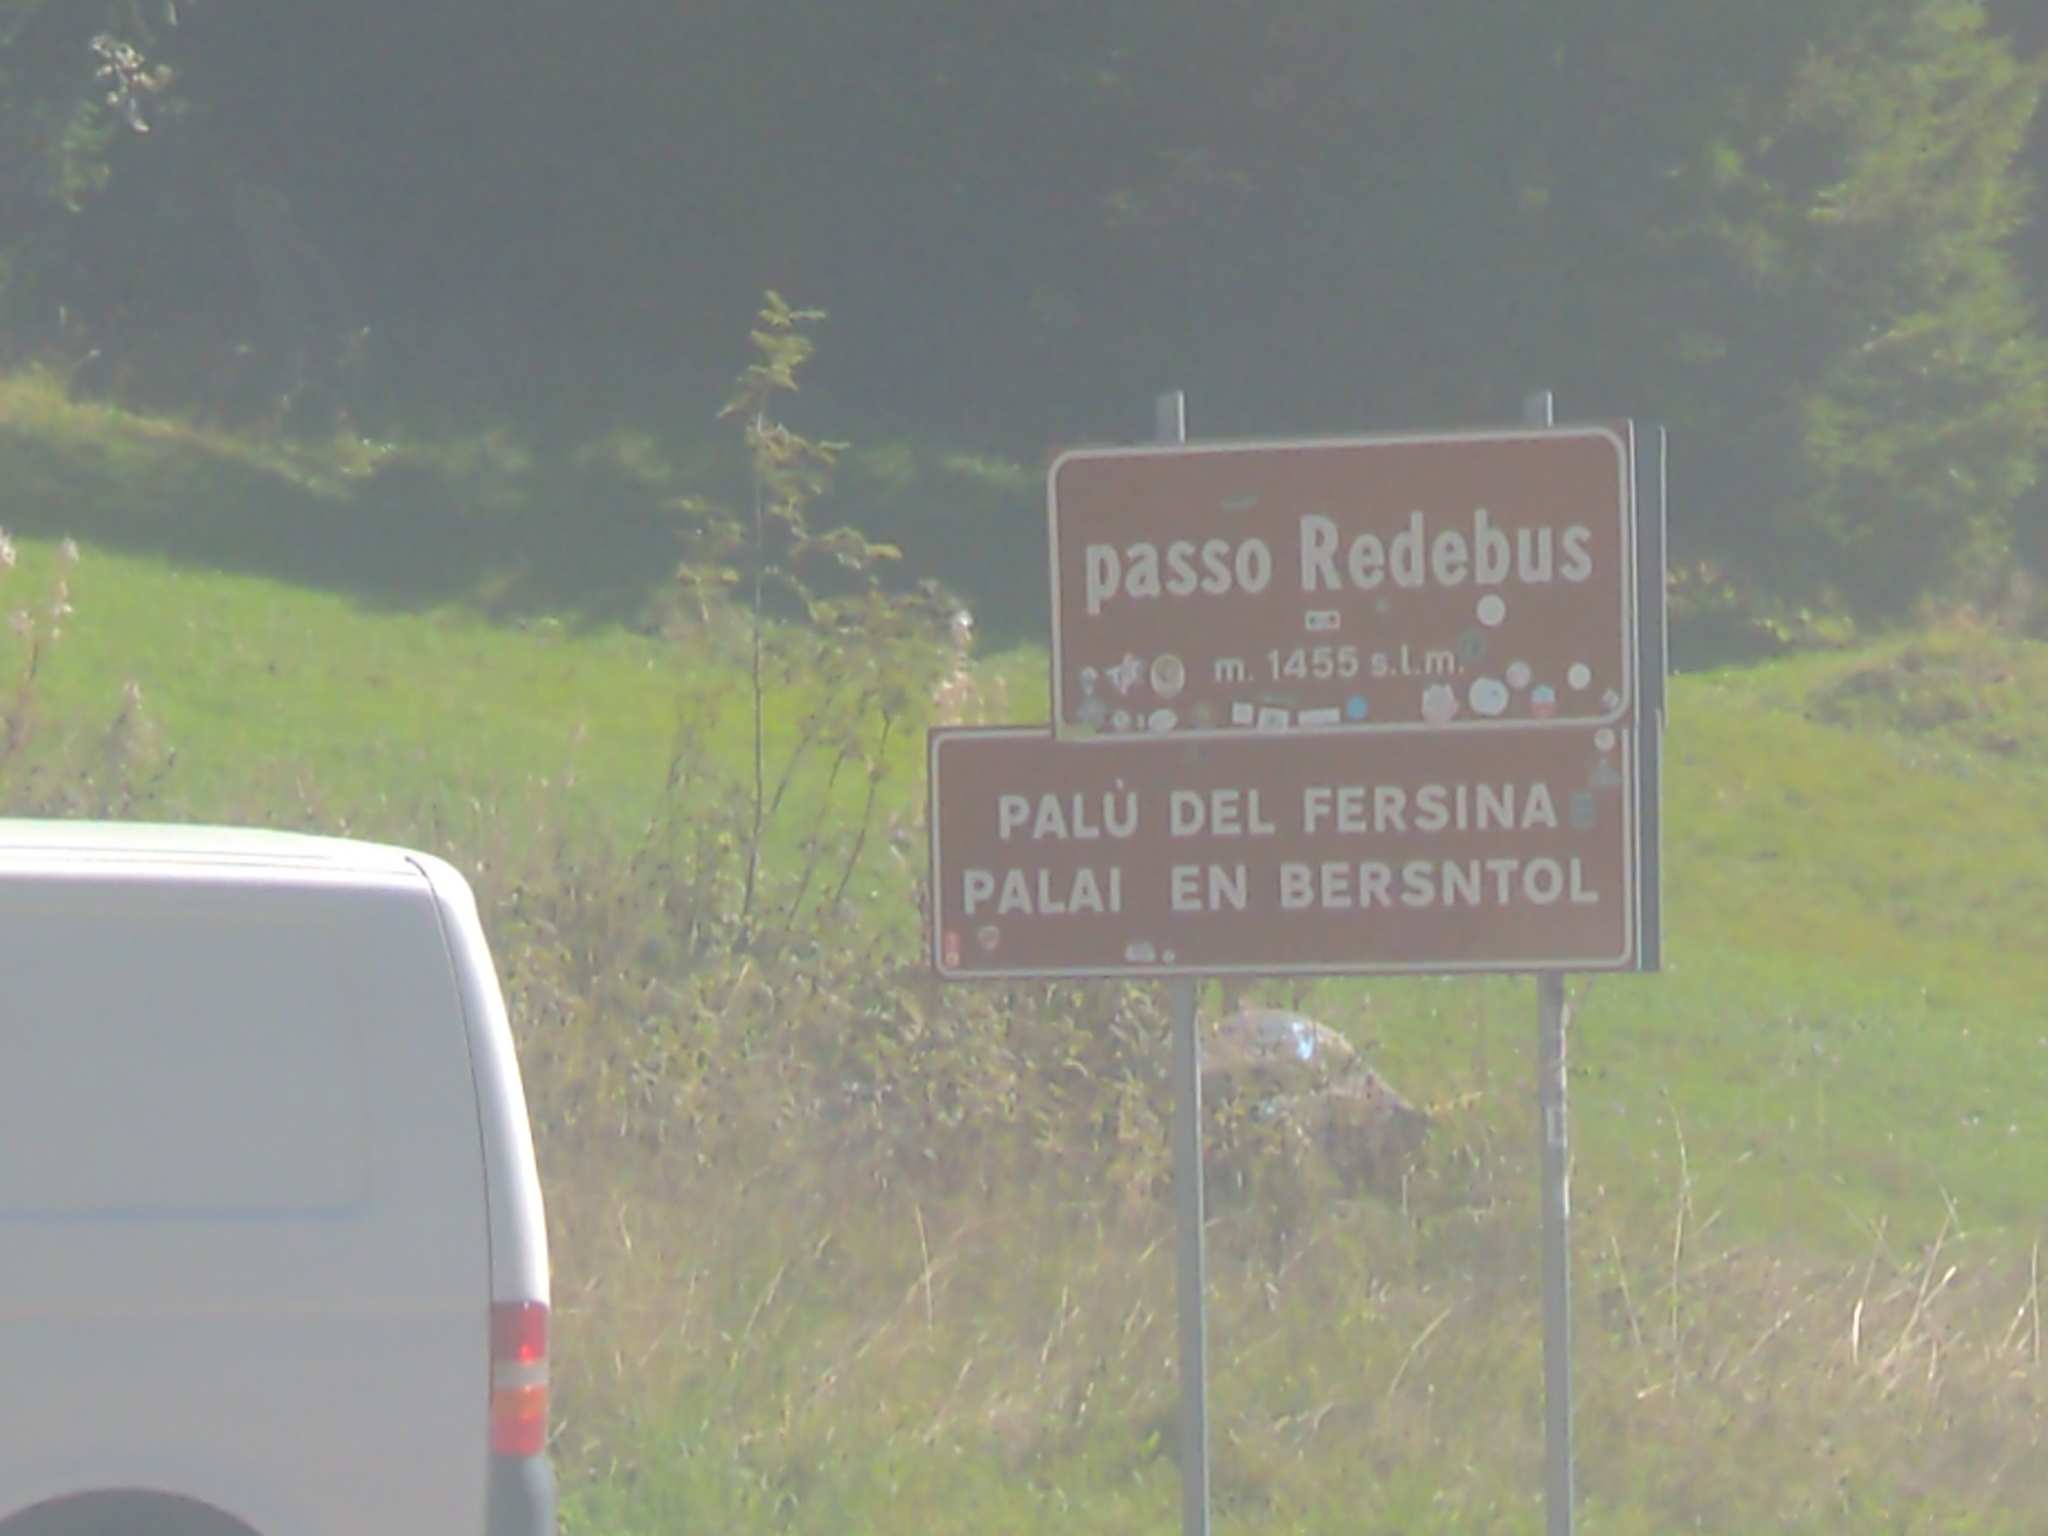 passo Redebus
m. 1455 s.l.m.
PALÙ DEL FERSINA
PALAI EN BERSNTOL